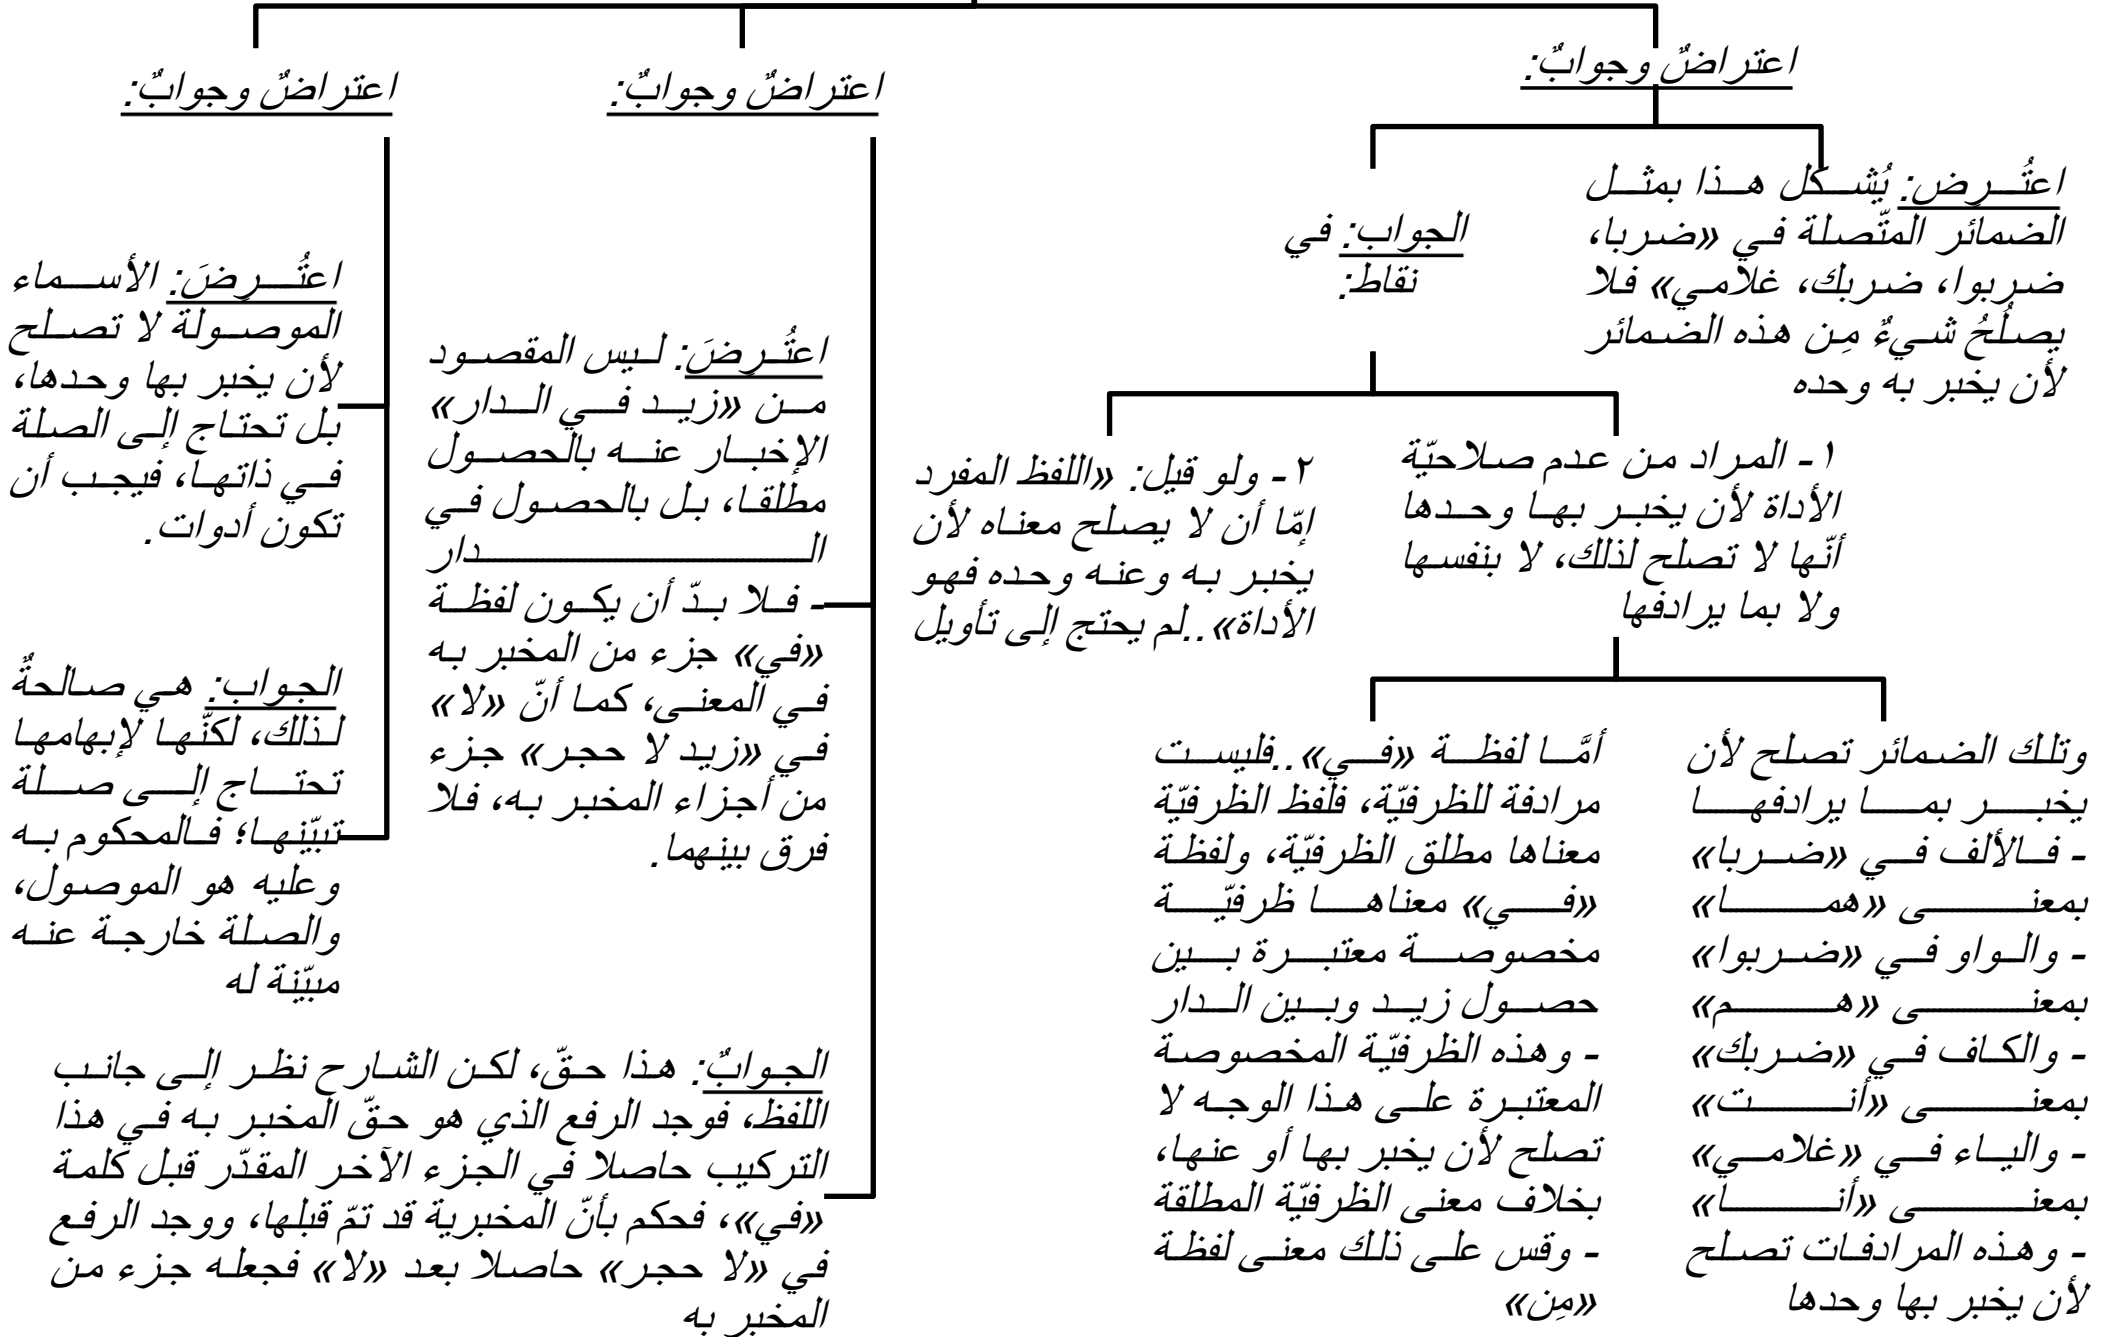 اعتراضٌ وجوابٌ:
اعتُرض: يُشكل هذا بمثل
الضمائر المتّصلة في «ضربا،
ضربوا، ضربك، غلامي» فلا
يصلُحُ شيءٌ مِن هذه الضمائر
لأن يخبر به وحده
الجواب: في
نقاط:
١- المراد من عدم صلاحيّة
الأداة لأن يخبر بها وحدها
أنّها لا تصلح لذلك، لا بنفسها
ولا بما يرادفها
وتلك الضمائر تصلح لأن
يخبر بما يرادفها
- فالألف في «ضربا»
بمعنى «هما»
- والواو في «ضربوا»
بمعنى «هم»
- والكاف في «ضربك»
بمعنى «أنت»
- والياء في «غلامي»
بمعنى «أنا»
- وهذه المرادفات تصلح
لأن يخبر بها وحدها
أمَّا لفظة «في»..فليست
مرادفة للظرفيّة، فلفظ الظرفيّة
معناها مطلق الظرفيّة، ولفظة
«في» معناها ظرفيّة
مخصوصة معتبرة بين
حصول زيد وبين الدار
- وهذه الظرفيّة المخصوصة
المعتبرة على هذا الوجه لا
تصلح لأن يخبر بها أو عنها،
بخلاف معنى الظرفيّة المطلقة
- وقس على ذلك معنى لفظة
«مِن»
٢- ولو قيل: «اللفظ المفرد
إمّا أن لا يصلح معناه لأن
يخبر به وعنه وحده فهو
الأداة»..لم يحتج إلى تأويل
اعتراضٌ وجوابٌ:
اعتُرضَ: ليس المقصود
من «زيد في الدار»
الإخبار عنه بالحصول
مطلقا، بل بالحصول في
الدار
- فلا بدّ أن يكون لفظة
«في» جزء من المخبر به
في المعنى، كما أنّ «لا»
في «زيد لا حجر» جزء
من أجزاء المخبر به، فلا
فرق بينهما.
الجوابٌ: هذا حقّ، لكن الشارح نظر إلى جانب
اللفظ، فوجد الرفع الذي هو حقّ المخبر به في هذا
التركيب حاصلا في الجزء الآخر المقدّر قبل كلمة
«في»، فحكم بأنّ المخبرية قد تمّ قبلها، ووجد الرفع
في «لا حجر» حاصلا بعد «لا» فجعله جزء من
المخبر به
اعتراضٌ وجوابٌ:
اعتُرضَ: الأسماء
الموصولة لا تصلح
لأن يخبر بها وحدها،
بل تحتاج إلى الصلة
في ذاتها، فيجب أن
تكون أدوات.
الجواب: هي صالحةٌ
لذلك، لكنّها لإبهامها
تحتاج إلى صلة
تبيّنها؛ فالمحكوم به
وعليه هو الموصول،
والصلة خارجة عنه
مبيّنة له